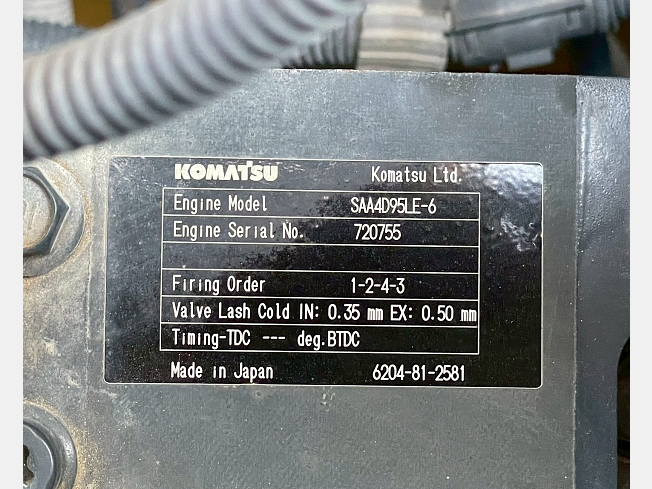 KOMATSU Komatsu Ltd.
Engine Model SAA4D95LE-6
Engine Serial No. 720755
Firing Order 1-2-4-3
Valve Lash Cold IN: 0.35 mm EX: 0.50 mm
Timing-TDC --- deg.BTDC
Made in Japan 6204-81-2581